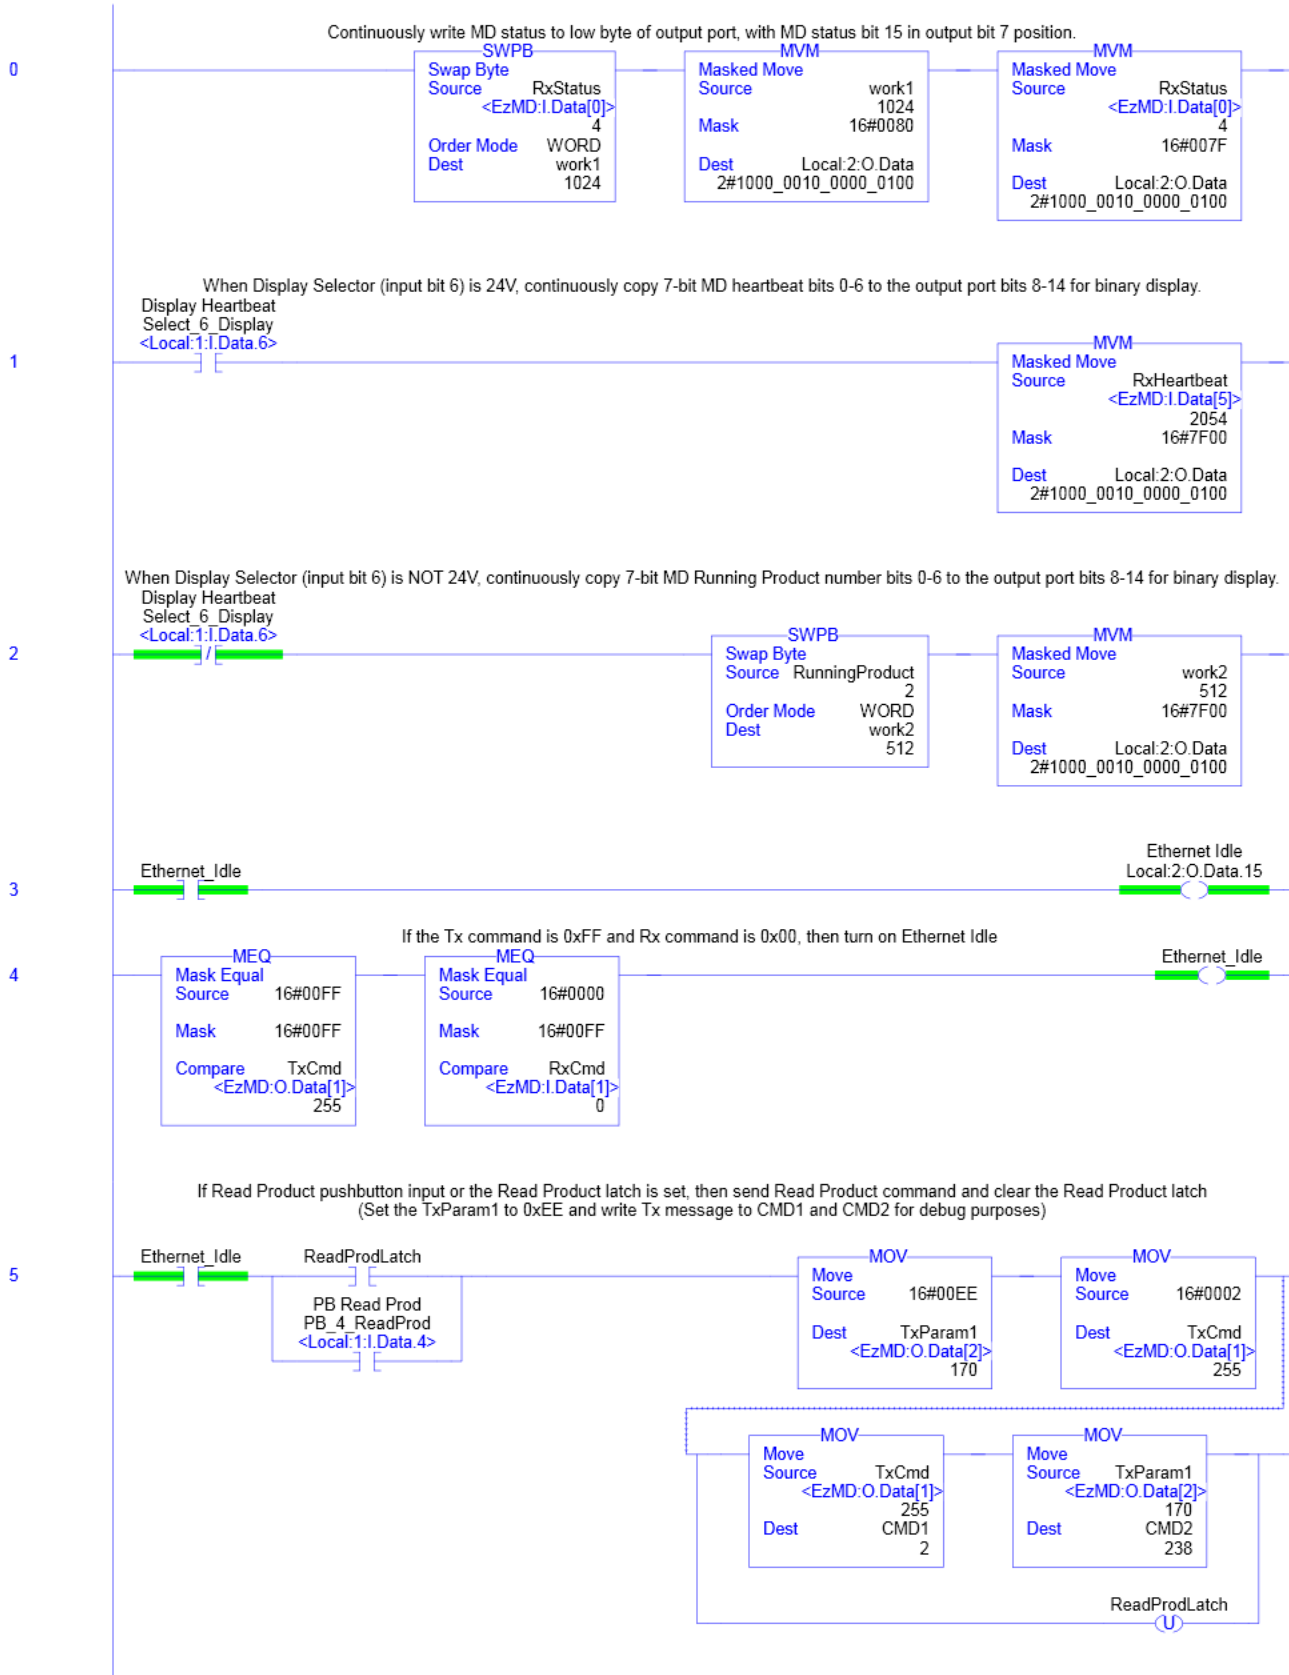 Continuously write MD status to low byte of output port, with MD status bit 15 in output bit 7 position.
0
SWPB
Swap Byte
Source RxStatus
<EzMD:I.Data[0]>
4
Order Mode WORD
Dest work1
1024
MVM
Masked Move
Source work1
1024
Mask 16#0080
Dest Local:2:O.Data
2#1000_0010_0000_0100
MVM
Masked Move
Source RxStatus
<EzMD:I.Data[0]>
4
Mask 16#007F
Dest Local:2:O.Data
2#1000_0010_0000_0100
When Display Selector (input bit 6) is 24V, continuously copy 7-bit MD heartbeat bits 0-6 to the output port bits 8-14 for binary display.
Display Heartbeat
Select_6_Display
<Local:1:I.Data.6>
1
MVM
Masked Move
Source RxHeartbeat
<EzMD:I.Data[5]>
2054
Mask 16#7F00
Dest Local:2:O.Data
2#1000_0010_0000_0100
When Display Selector (input bit 6) is NOT 24V, continuously copy 7-bit MD Running Product number bits 0-6 to the output port bits 8-14 for binary display.
Display Heartbeat
Select_6_Display
<Local:1:I.Data.6>
2
SWPB
Swap Byte
Source RunningProduct
2
Order Mode WORD
Dest work2
512
MVM
Masked Move
Source work2
512
Mask 16#7F00
Dest Local:2:O.Data
2#1000_0010_0000_0100
Ethernet_Idle
3
Ethernet Idle
Local:2:O.Data.15
If the Tx command is 0xFF and Rx command is 0x00, then turn on Ethernet Idle
4
MEQ
Mask Equal
Source 16#00FF
Mask 16#00FF
Compare TxCmd
<EzMD:O.Data[1]>
255
MEQ
Mask Equal
Source 16#0000
Mask 16#00FF
Compare RxCmd
<EzMD:I.Data[1]>
0
Ethernet_Idle
If Read Product pushbutton input or the Read Product latch is set, then send Read Product command and clear the Read Product latch
(Set the TxParam1 to 0xEE and write Tx message to CMD1 and CMD2 for debug purposes)
5
Ethernet_Idle
ReadProdLatch
PB Read Prod
PB_4_ReadProd
<Local:1:I.Data.4>
MOV
Move
Source 16#00EE
Dest TxParam1
<EzMD:O.Data[2]>
170
MOV
Move
Source 16#0002
Dest TxCmd
<EzMD:O.Data[1]>
255
MOV
Move
Source TxCmd
<EzMD:O.Data[1]>
255
Dest CMD1
2
MOV
Move
Source TxParam1
<EzMD:O.Data[2]>
170
Dest CMD2
238
ReadProdLatch
U